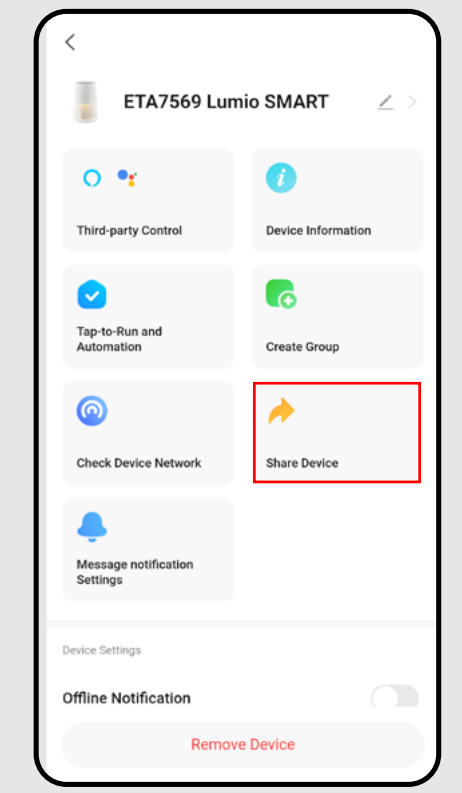 ETA7569 Lumio SMART
Third-party Control
Device Information
Tap-to-Run and
Automation
Create Group
Check Device Network
Share Device
Message notification
Settings
Device Settings
Offline Notification
Remove Device